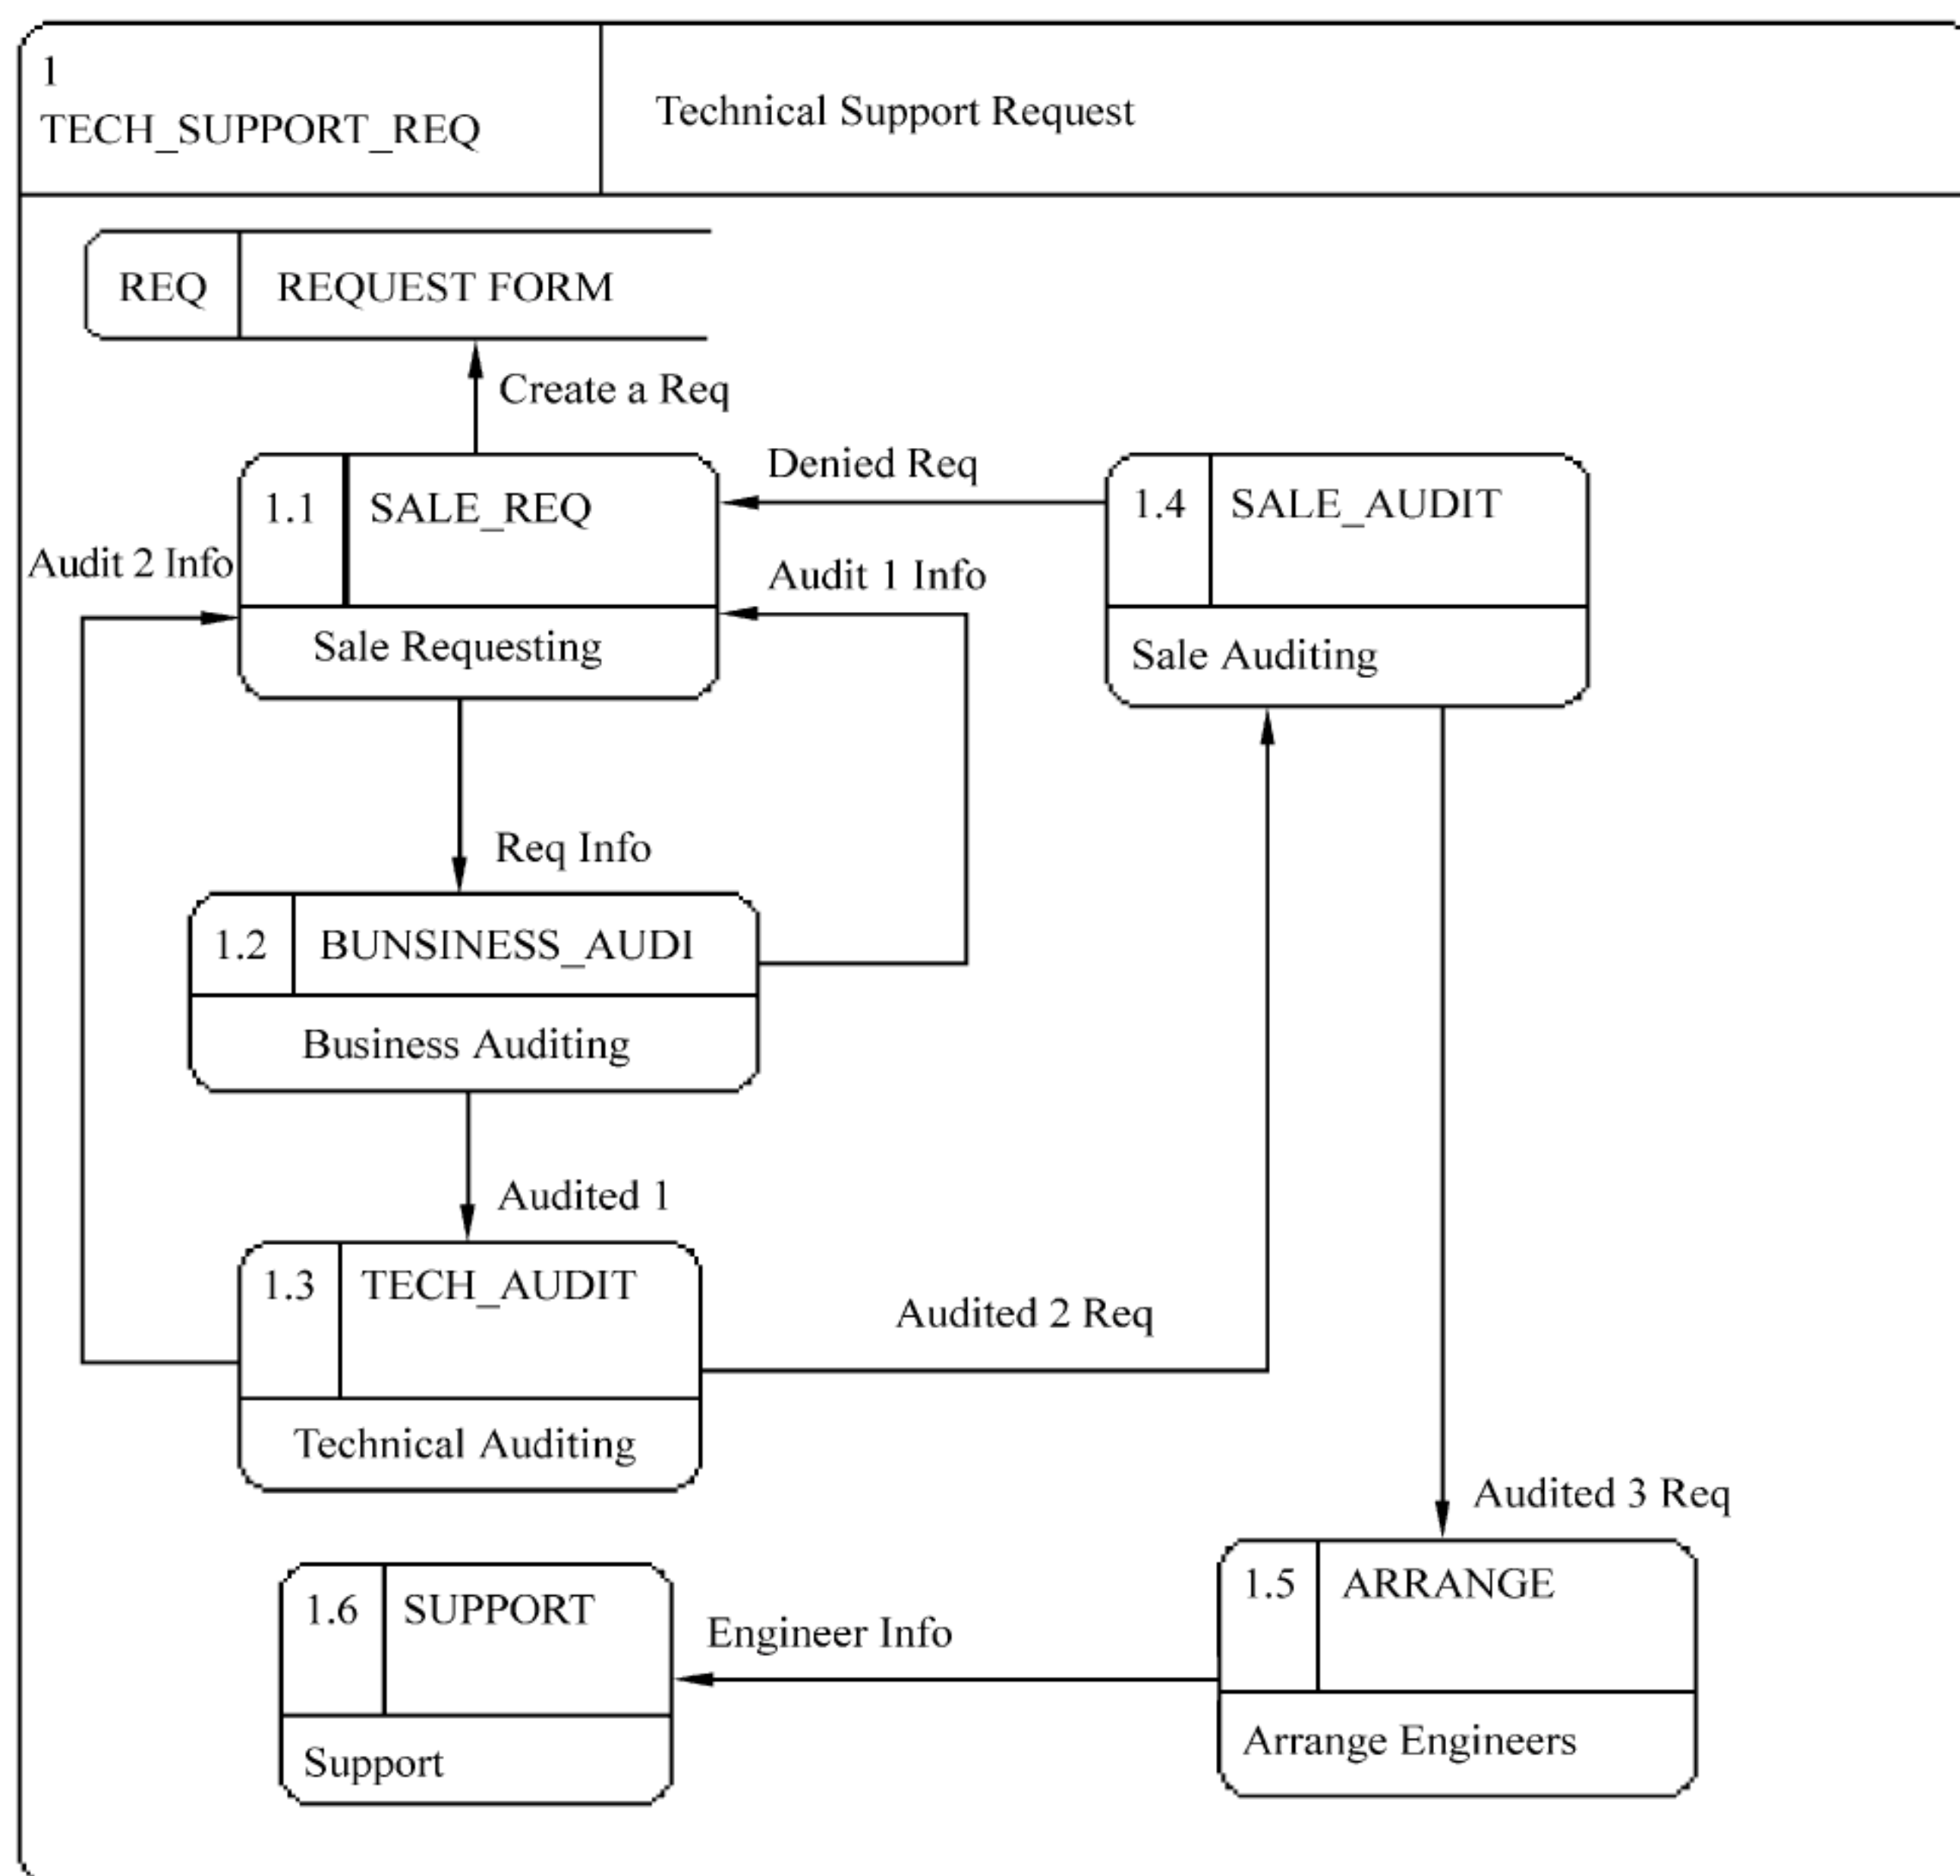 1
TECH_SUPPORT_REQ
Technical Support Request
REQ
REQUEST FORM
Create a Req
Denied Req
1.1
SALE_REQ
1.4
SALE_AUDIT
Audit 2 Info
Audit 1 Info
Sale Requesting
Sale Auditing
Req Info
1.2
BUNSINESS_AUDI
Business Auditing
Audited 1
1.3
TECH_AUDIT
Audited 2 Req
Technical Auditing
Audited 3 Req
1.6
SUPPORT
Engineer Info
1.5
ARRANGE
Support
Arrange Engineers